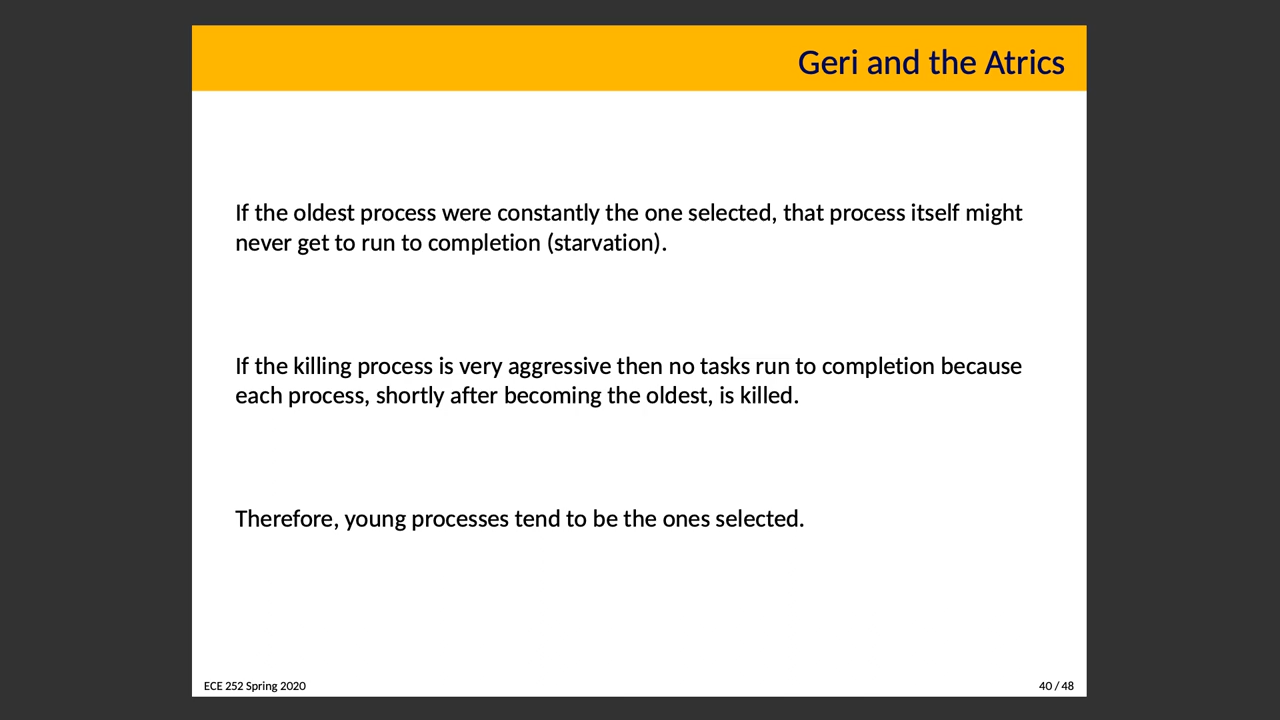 Geri and the Atrics
If the oldest process were constantly the one selected, that process itself might
never get to run to completion (starvation).
If the killing process is very aggressive then no tasks run to completion because
each process, shortly after becoming the oldest, is killed.
Therefore, young processes tend to be the ones selected.
ECE 252 Spring 2020
40 / 48